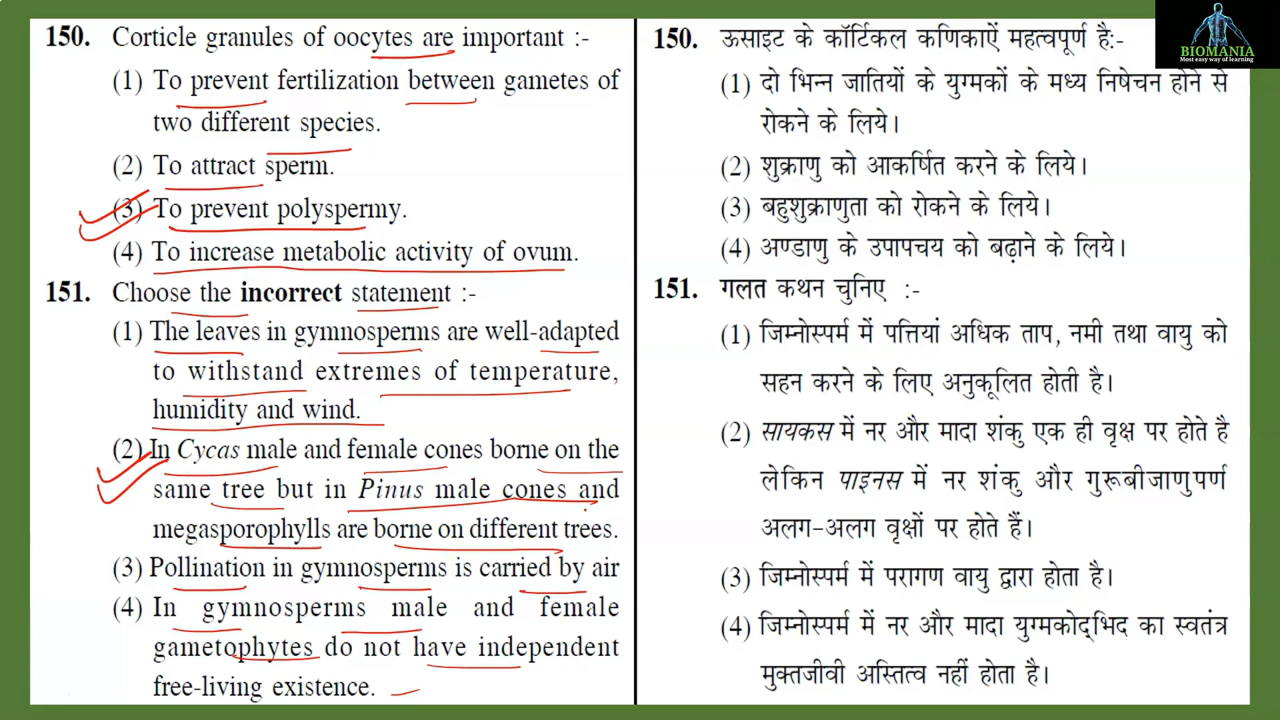 150. Corticle granules of oocytes are important :-
(1) To prevent fertilization between gametes of
two different species.
(2) To attract sperm.
(3) To prevent polyspermy.
(4) To increase metabolic activity of ovum.
151. Choose the incorrect statement :-
(1) The leaves in gymnosperms are well-adapted
to withstand extremes of temperature,
humidity and wind.
(2) In Cycas male and female cones borne on the
same tree but in Pinus male cones and
megasporophylls are borne on different trees.
(3) Pollination in gymnosperms is carried by air
(4) In gymnosperms male and female
gametophytes do not have independent
free-living existence.
150. ऊसाइट के कॉर्टिकल कणिकाऐं महत्वपूर्ण है:-
(1) दो भिन्न जातियों के युग्मकों के मध्य निषेचन होने से
रोकने के लिये।
(2) शुक्राणु को आकर्षित करने के लिये।
(3) बहुशुक्राणुता को रोकने के लिये।
(4) अण्डाणु के उपापचय को बढ़ाने के लिये।
151. गलत कथन चुनिए :-
(1) जिम्नोस्पर्म में पत्तियां अधिक ताप, नमी तथा वायु को
सहन करने के लिए अनुकूलित होती है।
(2) सायकस में नर और मादा शंकु एक ही वृक्ष पर होते है
लेकिन पाइनस में नर शंकु और गुरूबीजाणुपर्ण
अलग-अलग वृक्षों पर होते हैं।
(3) जिम्नोस्पर्म में परागण वायु द्वारा होता है।
(4) जिम्नोस्पर्म में नर और मादा युग्मकोद्भिद का स्वतंत्र
मुक्तजीवी अस्तित्व नहीं होता है।
BIOMANIA
Most easy way of learning